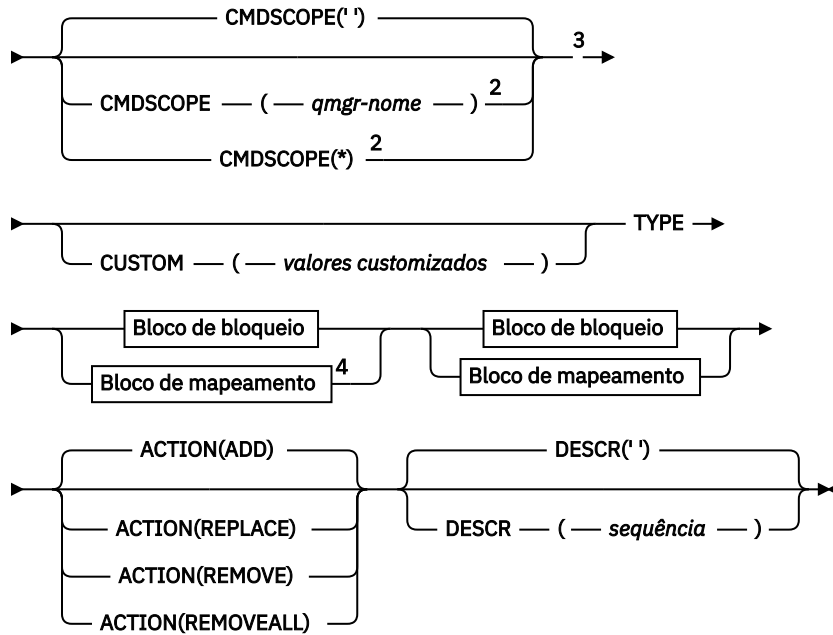 CMDSCOPE(' ')
3
CMDSCOPE ( qmgr-nome ) 2
CMDSCOPE(*) 2
TYPE
CUSTOM ( valores customizados )
Bloco de bloqueio Bloco de bloqueio
Bloco de mapeamento 4 Bloco de mapeamento
ACTION(ADD) DESCR(' ')
ACTION(REPLACE) DESCR ( sequência )
ACTION(REMOVE)
ACTION(REMOVEALL)